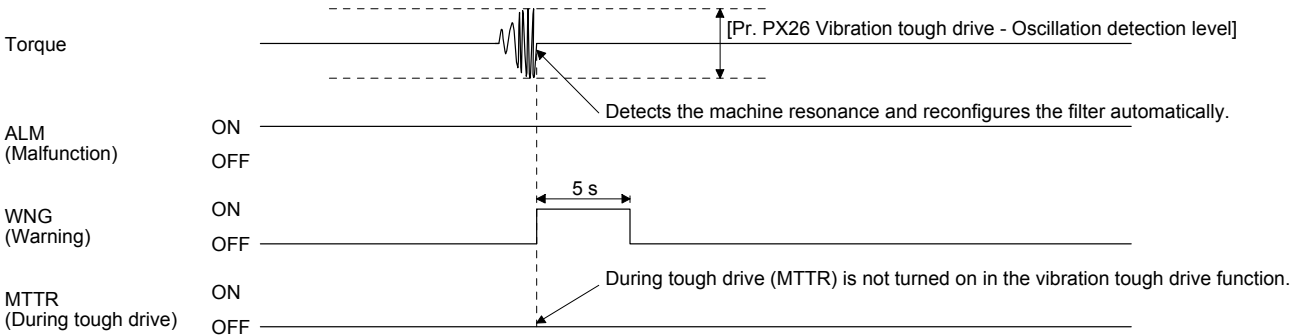 [Pr. PX26 Vibration tough drive - Oscillation detection level]
Torque
Detects the machine resonance and reconfigures the filter automatically.
ALM
(Malfunction)
ON
OFF
5 s
WNG
(Warning)
ON
OFF
During tough drive (MTTR) is not turned on in the vibration tough drive function.
MTTR
(During tough drive)
ON
OFF